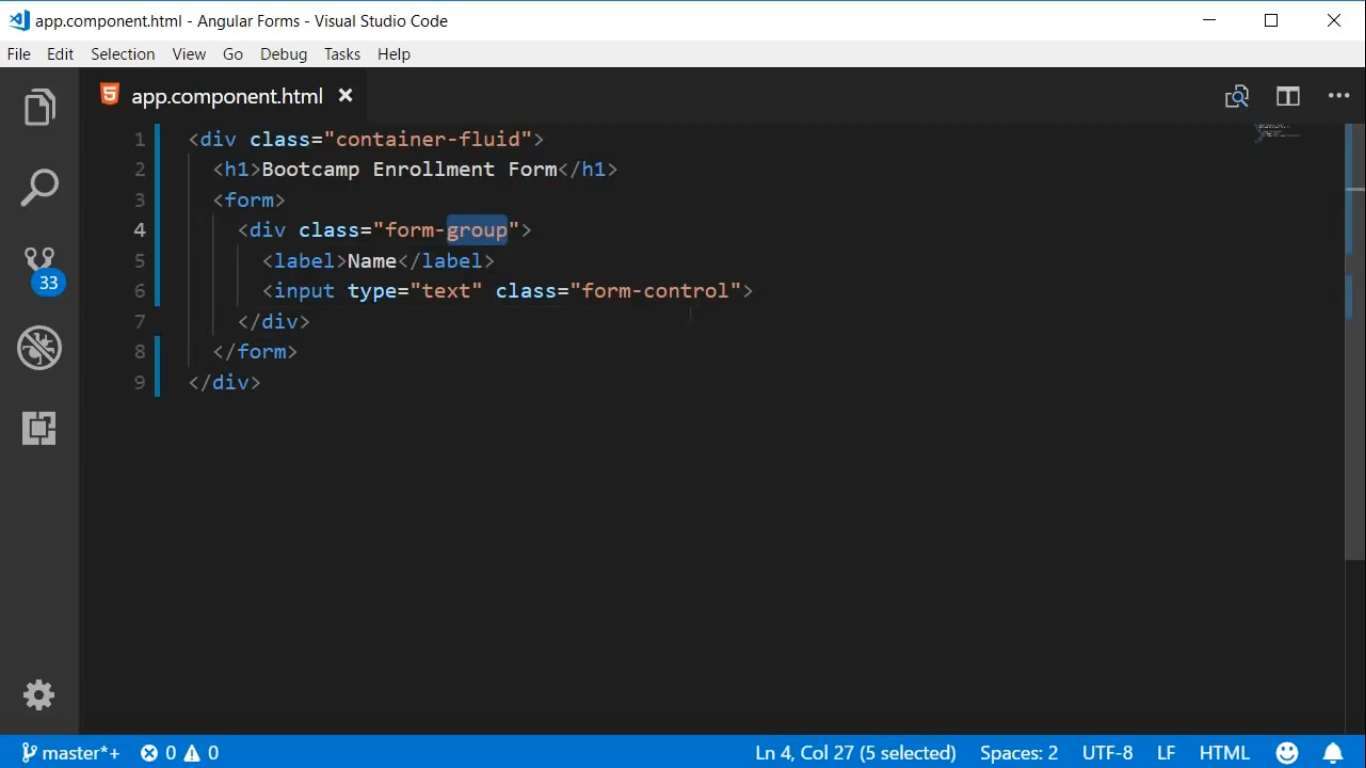 app.component.html - Angular Forms - Visual Studio Code
File Edit Selection View Go Debug Tasks Help
app.component.html
1 <div class="container-fluid">
2 <h1>Bootcamp Enrollment Form</h1>
3 <form>
4 <div class="form-group">
5 <label>Name</label>
6 <input type="text" class="form-control">
7 </div>
8 </form>
9 </div>
33
master*+ 0 0 Ln 4, Col 27 (5 selected) Spaces: 2 UTF-8 LF HTML